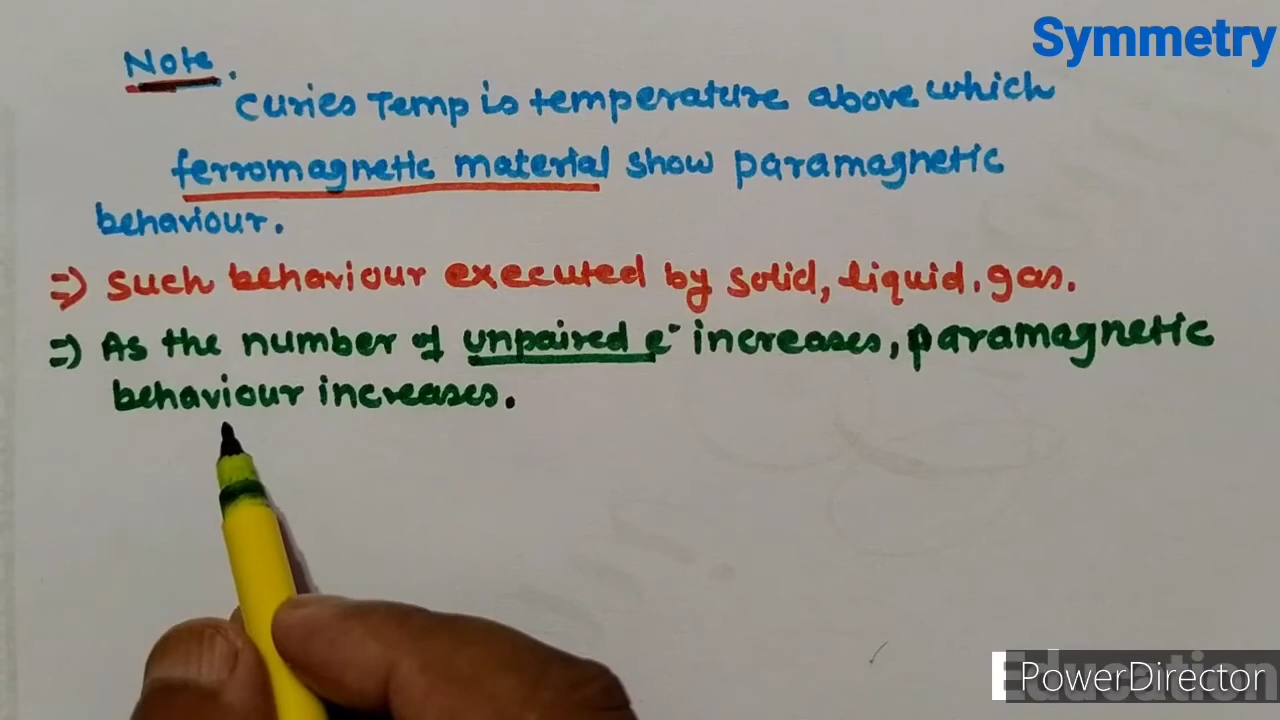 Symmetry
Note.
Curies Temp is temperature above which
ferromagnetic material show paramagnetic
behaviour.
=> Such behaviour executed by solid, liquid, gas.
=> As the number of unpaired e⁻ increases, paramagnetic
behaviour increases.
Education
PowerDirector